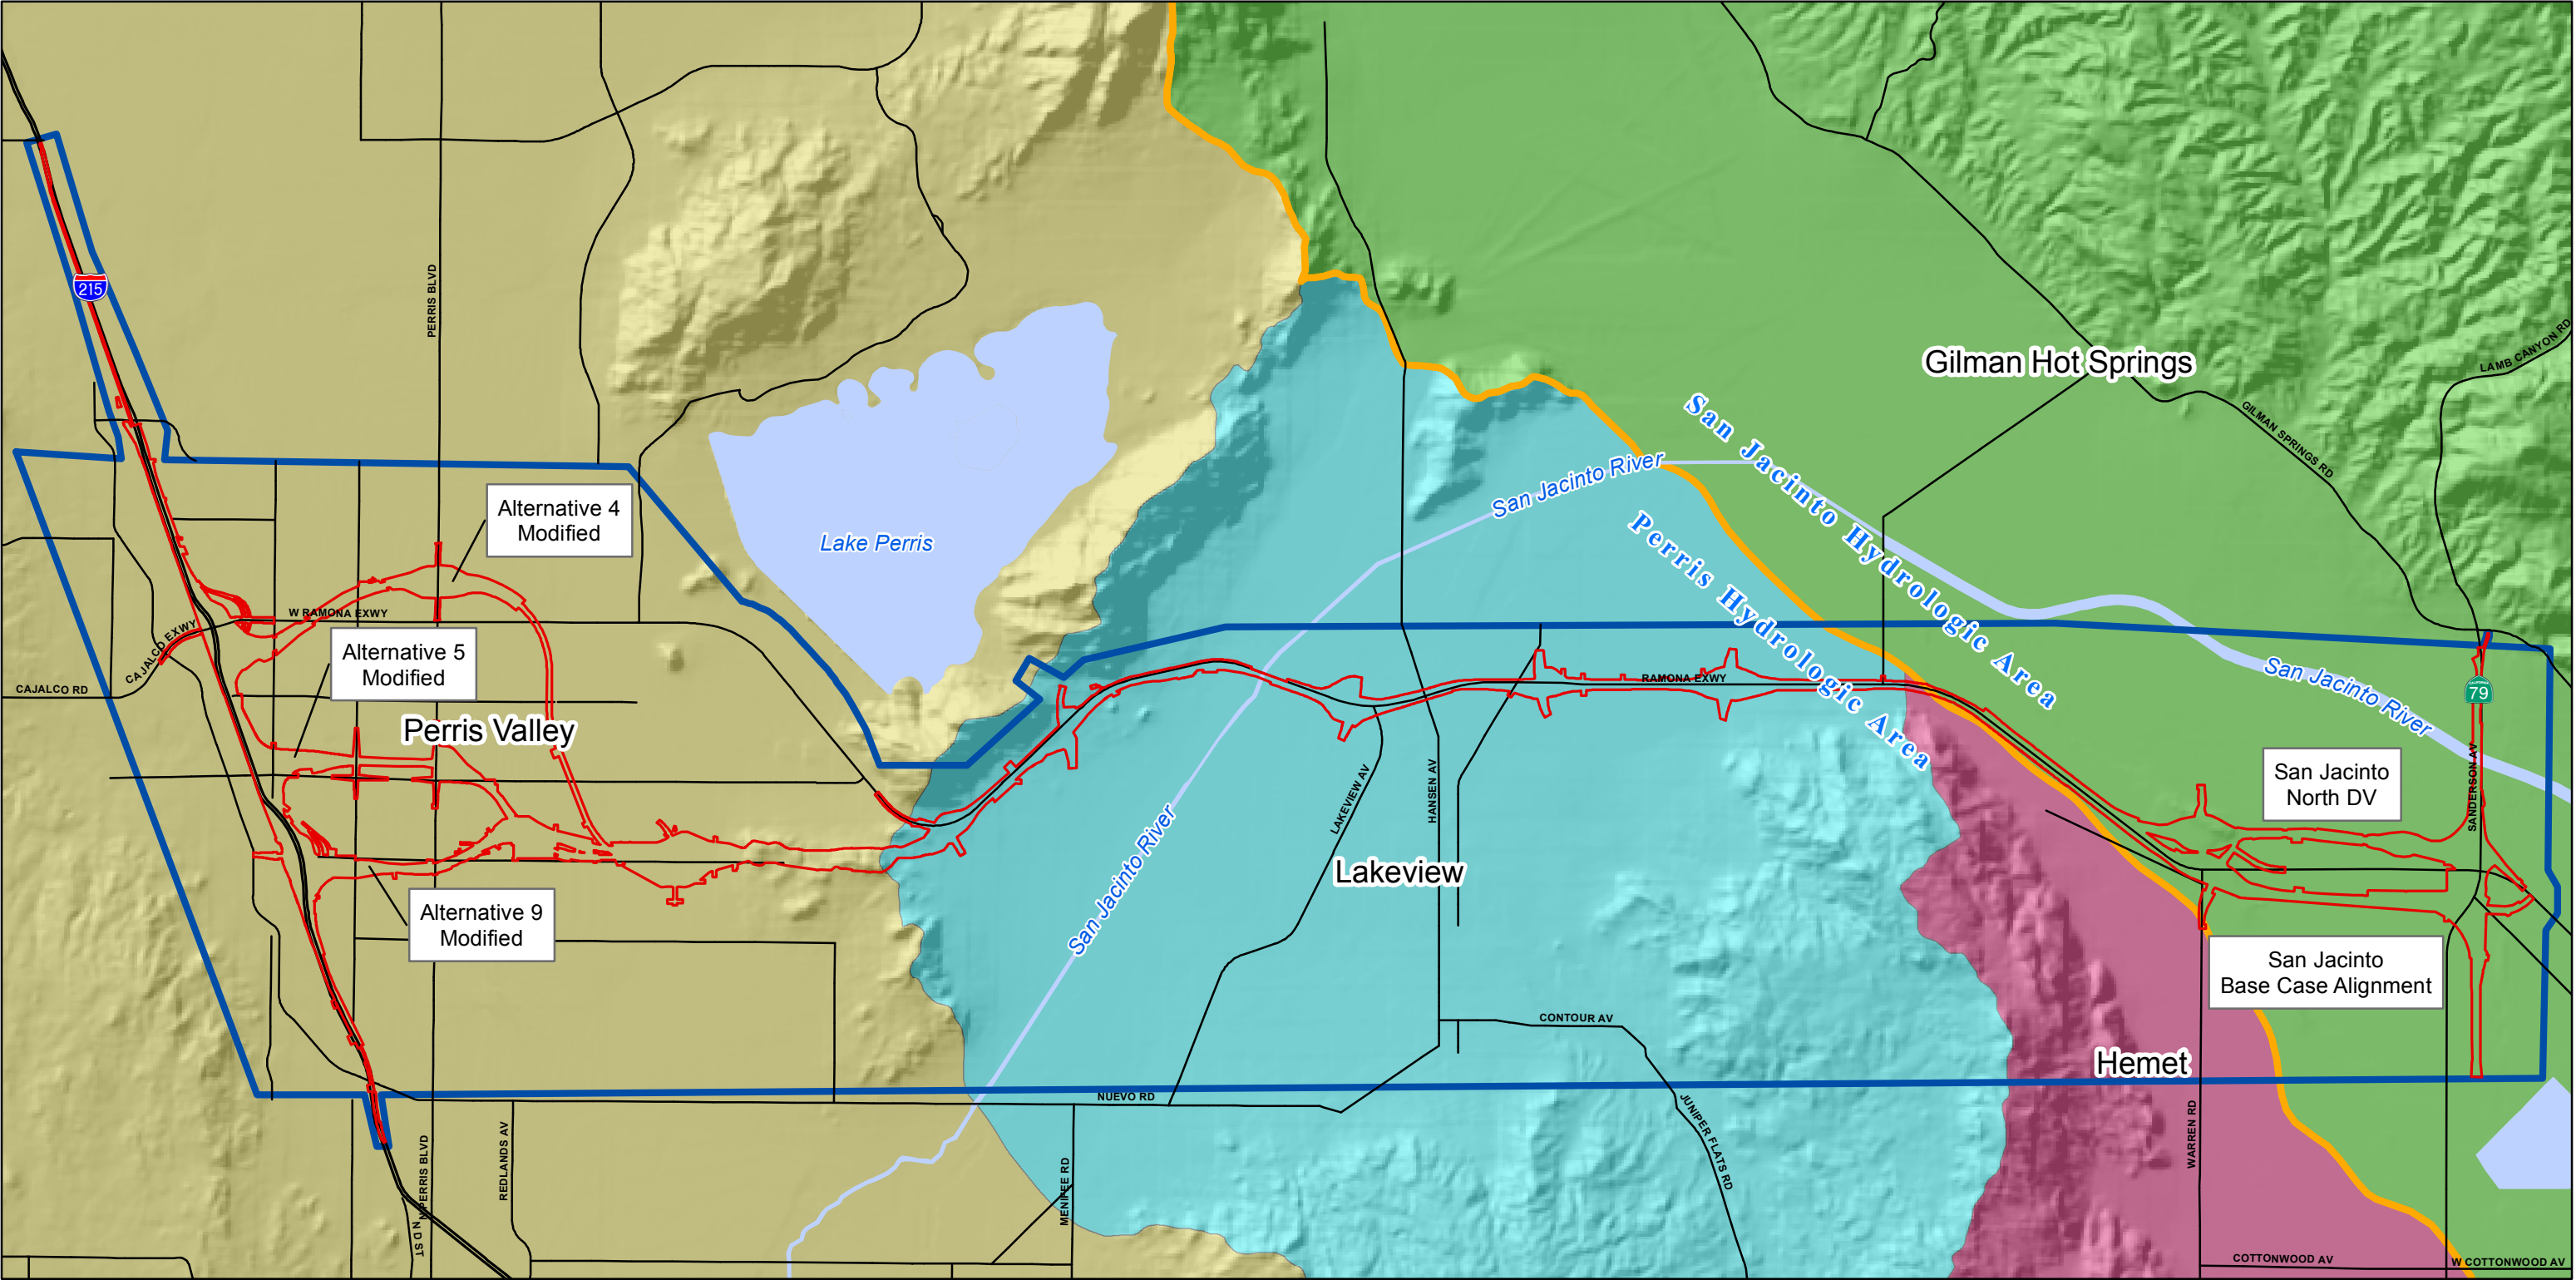 215
PERRIS BLVD
Gilman Hot Springs
LAMB CANYON RD
GILMAN SPRINGS RD
San Jacinto Hydrologic Area
San Jacinto River
Perris Hydrologic Area
Alternative 4
Modified
Lake Perris
W RAMONA EXWY
CAJALCO EXWY
CAJALCO RD
Alternative 5
Modified
Perris Valley
RAMONA EXWY
San Jacinto River
CALIFORNIA
79
SANDERSON AV
San Jacinto
North DV
LAKEVIEW AV
HANSEN AV
San Jacinto River
Lakeview
Alternative 9
Modified
San Jacinto
Base Case Alignment
CONTOUR AV
Hemet
NUEVO RD
JUNIPER FLATS RD
WARREN RD
N PERRIS BLVD
REDLANDS AV
MENIFEE RD
N D ST
COTTONWOOD AV
W COTTONWOOD AV